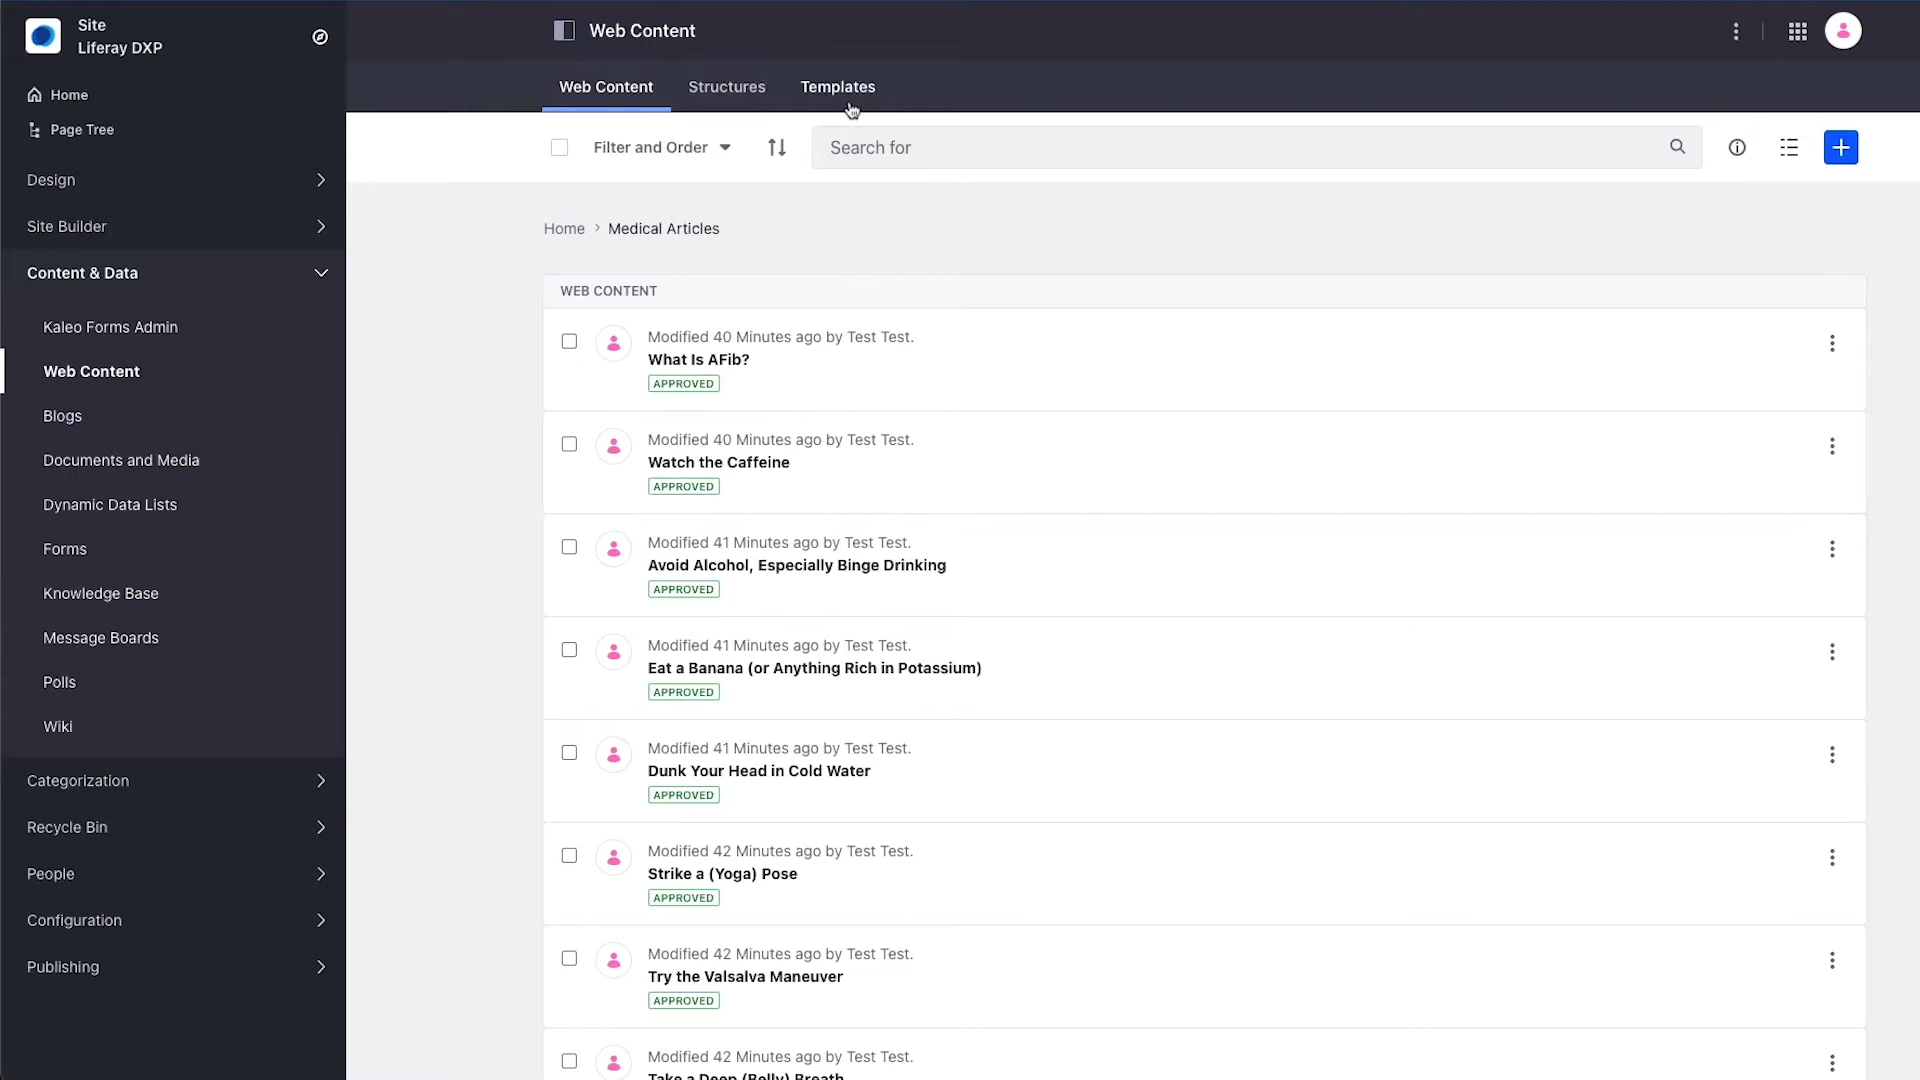 Site
Liferay DXP
Home
Page Tree
Design
Site Builder
Content & Data
Kaleo Forms Admin
Web Content
Blogs
Documents and Media
Dynamic Data Lists
Forms
Knowledge Base
Message Boards
Polls
Wiki
Categorization
Recycle Bin
People
Configuration
Publishing
Web Content
Web Content Structures Templates
Filter and Order Search for
Home Medical Articles
WEB CONTENT
Modified 40 Minutes ago by Test Test.
What Is AFib?
APPROVED
Modified 40 Minutes ago by Test Test.
Watch the Caffeine
APPROVED
Modified 41 Minutes ago by Test Test.
Avoid Alcohol, Especially Binge Drinking
APPROVED
Modified 41 Minutes ago by Test Test.
Eat a Banana (or Anything Rich in Potassium)
APPROVED
Modified 41 Minutes ago by Test Test.
Dunk Your Head in Cold Water
APPROVED
Modified 42 Minutes ago by Test Test.
Strike a (Yoga) Pose
APPROVED
Modified 42 Minutes ago by Test Test.
Try the Valsalva Maneuver
APPROVED
Modified 42 Minutes ago by Test Test.
Take a Deep (Belly) Breath